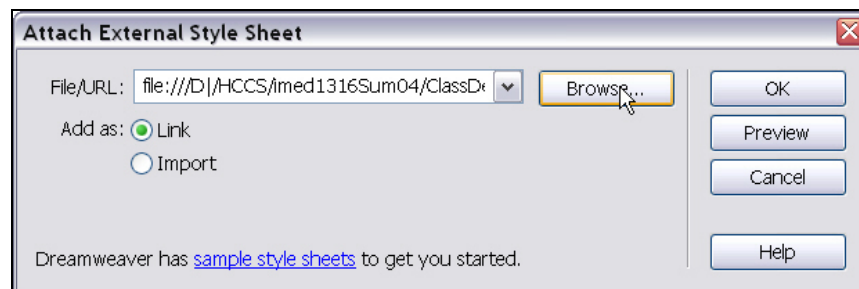 Attach External Style Sheet
File/URL: file:///D|/HCCS/imed1316Sum04/ClassDe Browse... OK
Add as: Link Preview
Import
Cancel
Dreamweaver has sample style sheets to get you started. Help